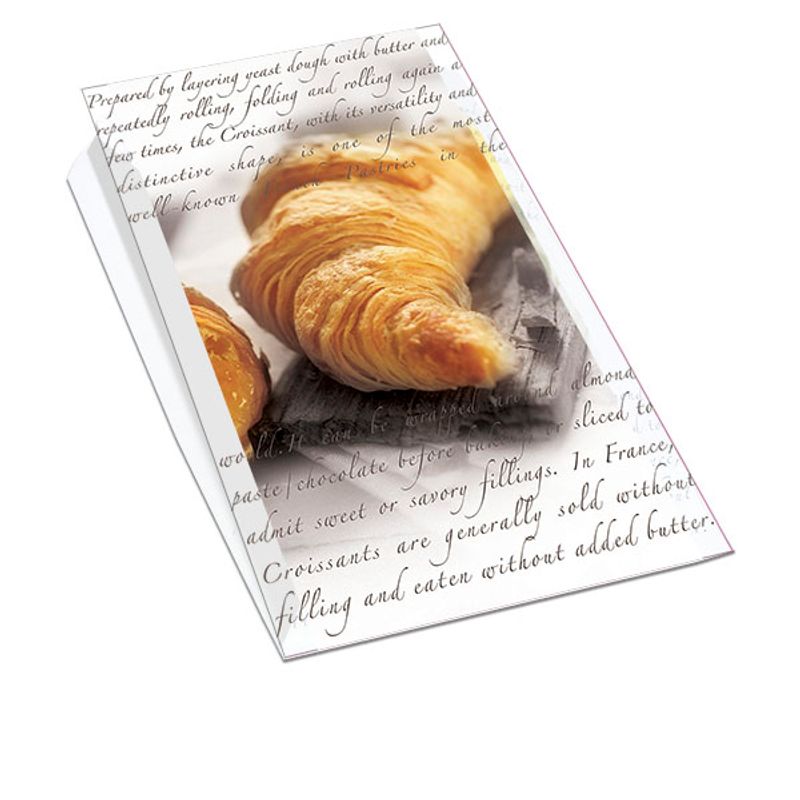 Prepared by layering yeast dough with butter and
repeatedly rolling, folding and rolling again a
few times, the Croissant, with its versatility and
distinctive shape, is one of the most
well-known Pastries in the
world. It can be wrapped around almond
paste/chocolate before baking or sliced to
admit sweet or savory fillings. In France,
Croissants are generally sold without
filling and eaten without added butter.